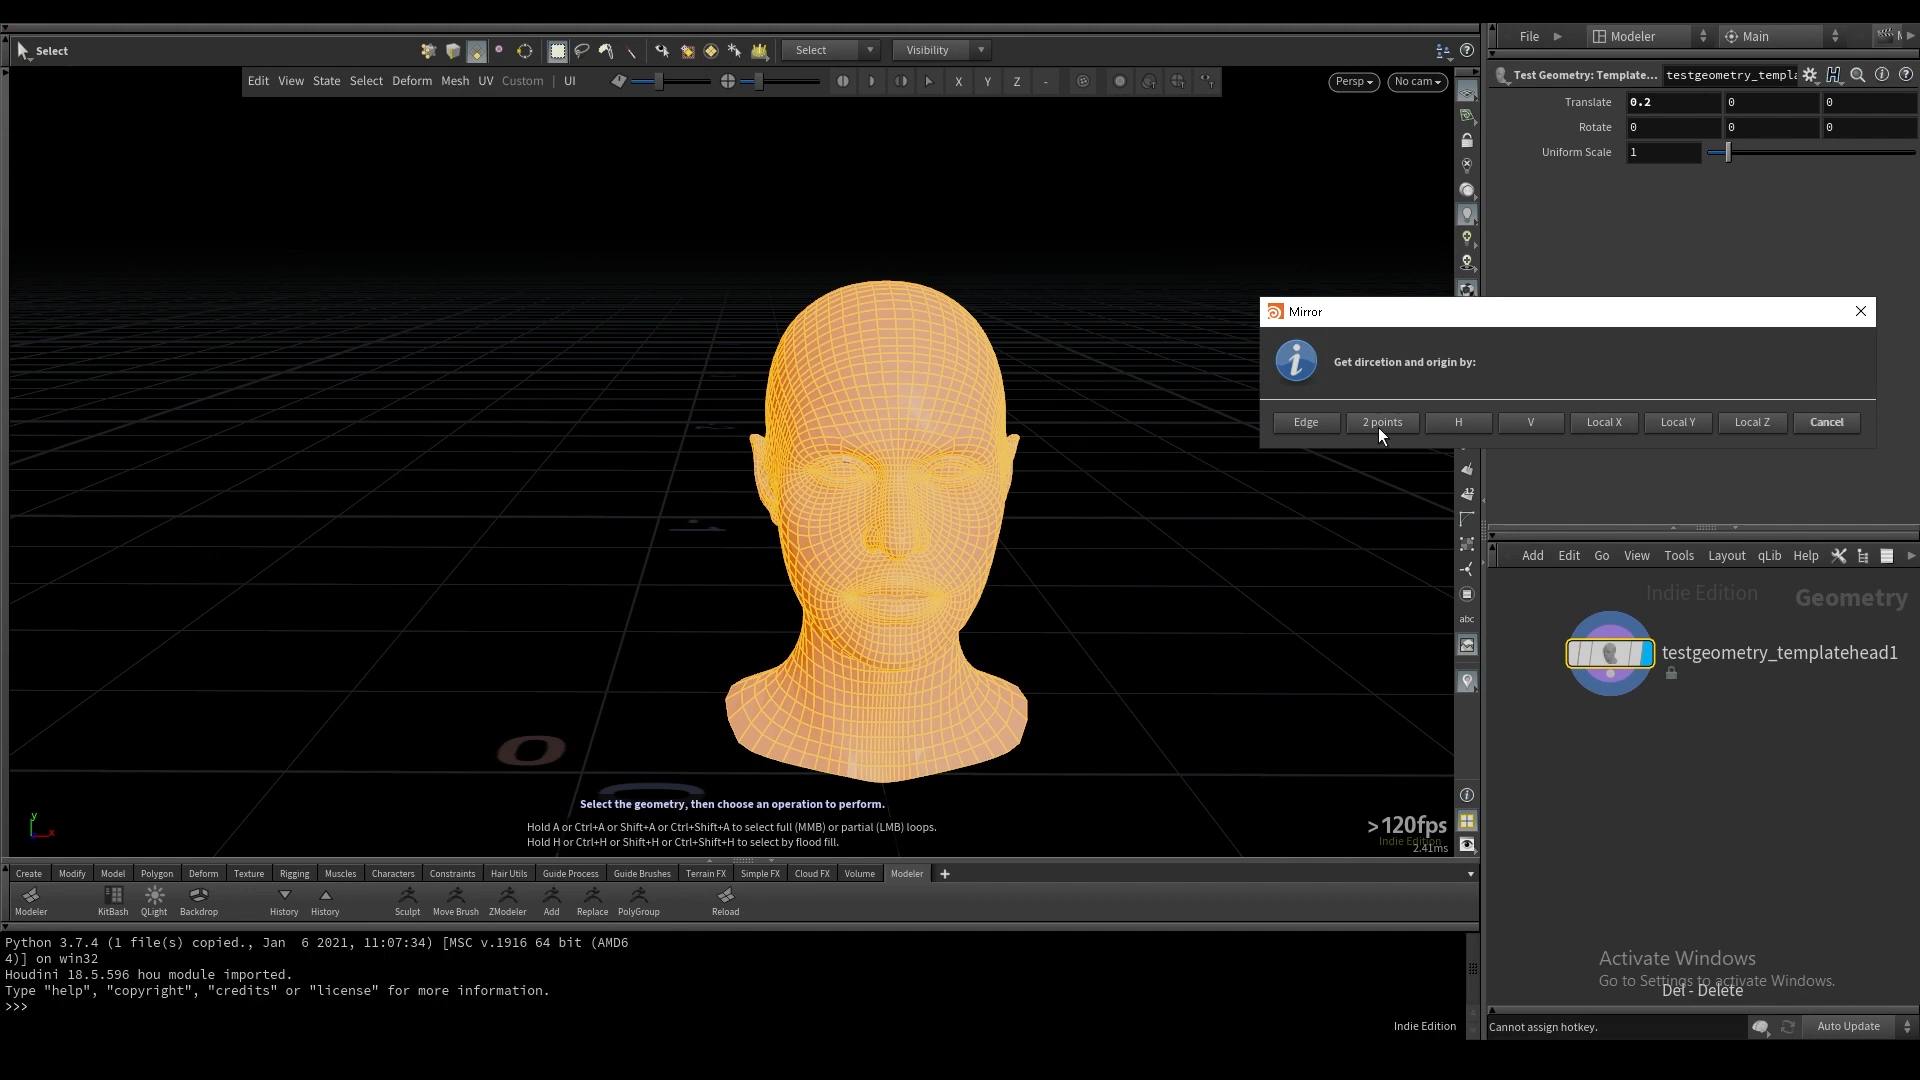 Select
Select
Visibility
File
Modeler
Main
Edit View State Select Deform Mesh UV Custom UI
X Y Z -
Persp
No cam
Test Geometry: Template...
testgeometry_templa
Translate 0.2 0 0
Rotate 0 0 0
Uniform Scale 1
Mirror
Get dircetion and origin by:
Edge 2 points H V Local X Local Y Local Z Cancel
12
abc
Add Edit Go View Tools Layout qLib Help
Indie Edition
Geometry
testgeometry_templatehead1
0
y
x
Select the geometry, then choose an operation to perform.
Hold A or Ctrl+A or Shift+A or Ctrl+Shift+A to select full (MMB) or partial (LMB) loops.
Hold H or Ctrl+H or Shift+H or Ctrl+Shift+H to select by flood fill.
>120fps
Indie Edition
2.41ms
Create Modify Model Polygon Deform Texture Rigging Muscles Characters Constraints Hair Utils Guide Process Guide Brushes Terrain FX Simple FX Cloud FX Volume Modeler
Modeler KitBash QLight Backdrop History History Sculpt Move Brush ZModeler Add Replace PolyGroup Reload
Python 3.7.4 (1 file(s) copied., Jan  6 2021, 11:07:34) [MSC v.1916 64 bit (AMD6
4)] on win32
Houdini 18.5.596 hou module imported.
Type "help", "copyright", "credits" or "license" for more information.
>>>
Indie Edition
Activate Windows
Go to Settings to activate Windows.
Del - Delete
Cannot assign hotkey.
Auto Update